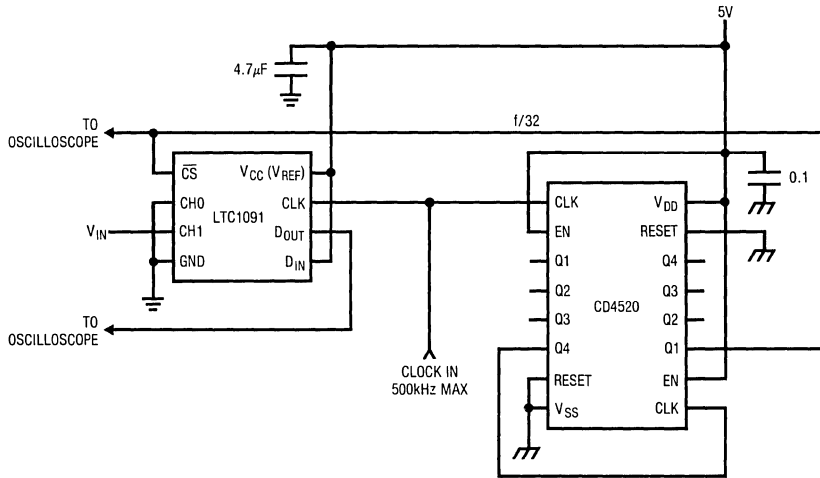 5V
4.7µF
TO
OSCILLOSCOPE
f/32
0.1
CS
VCC (VREF)
CH0
CLK
LTC1091
VIN
CH1
DOUT
GND
DIN
CLK
VDD
EN
RESET
Q1
Q4
Q2
Q3
CD4520
Q3
Q2
Q4
Q1
RESET
EN
VSS
CLK
TO
OSCILLOSCOPE
CLOCK IN
500kHz MAX